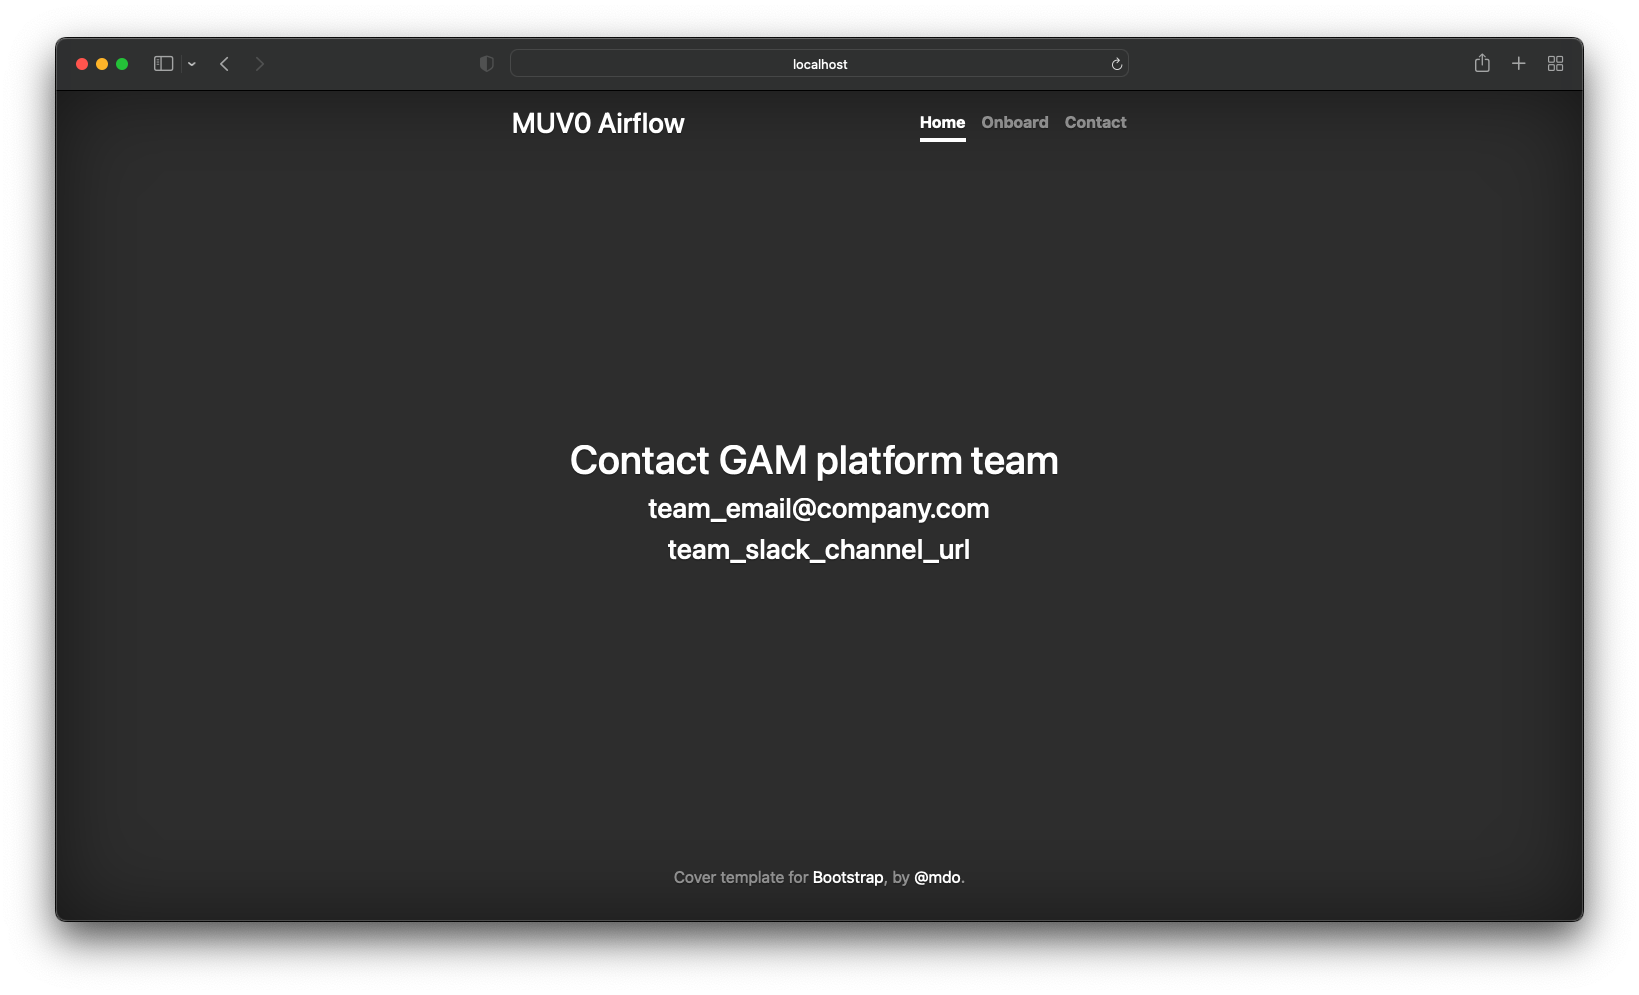 localhost
MUV0 Airflow
Home Onboard Contact
Contact GAM platform team
team_email@company.com
team_slack_channel_url
Cover template for Bootstrap, by @mdo.